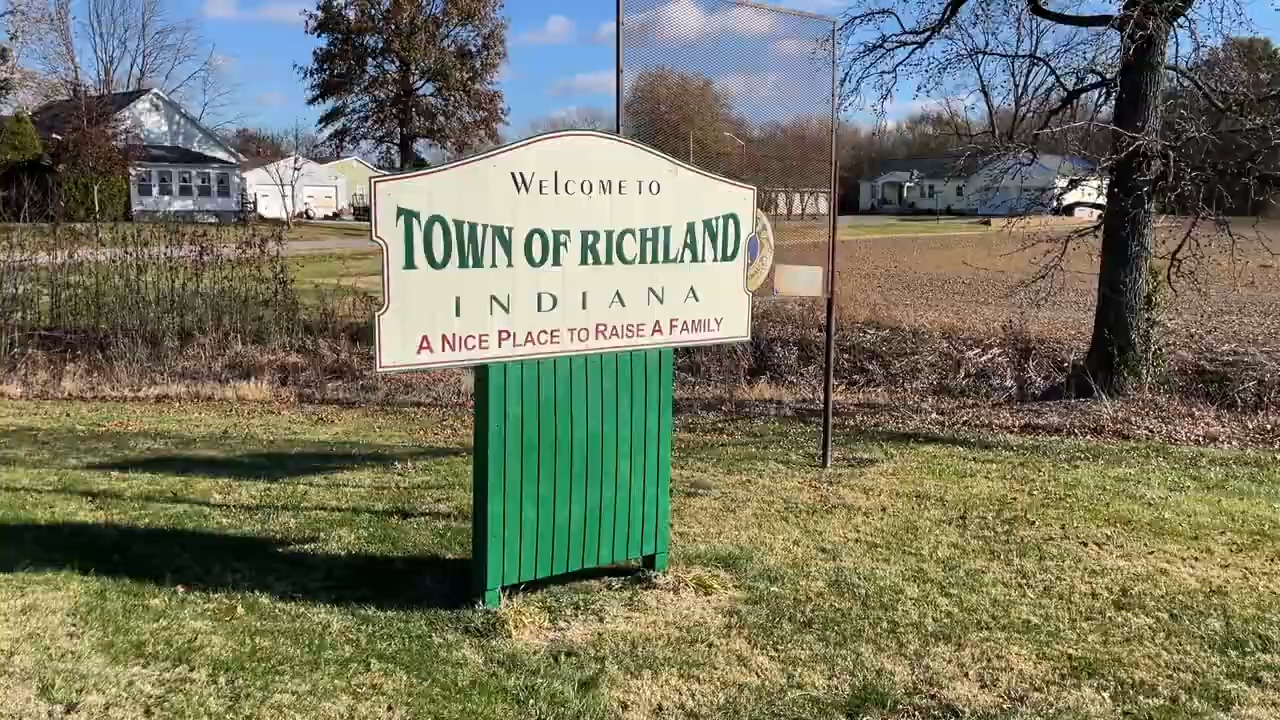 Welcome to
Town of Richland
INDIANA
A Nice Place to Raise A Family